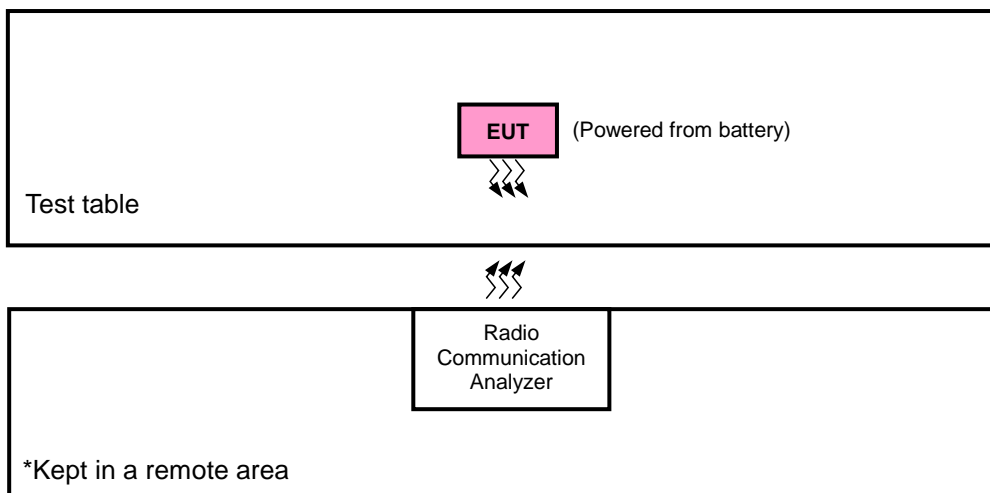 EUT
(Powered from battery)
Test table
Radio
Communication
Analyzer
*Kept in a remote area